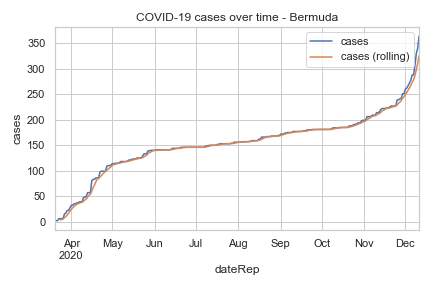 COVID-19 cases over time - Bermuda
cases
cases (rolling)
cases
350
300
250
200
150
100
50
0
Apr May Jun Jul Aug Sep Oct Nov Dec
2020
dateRep